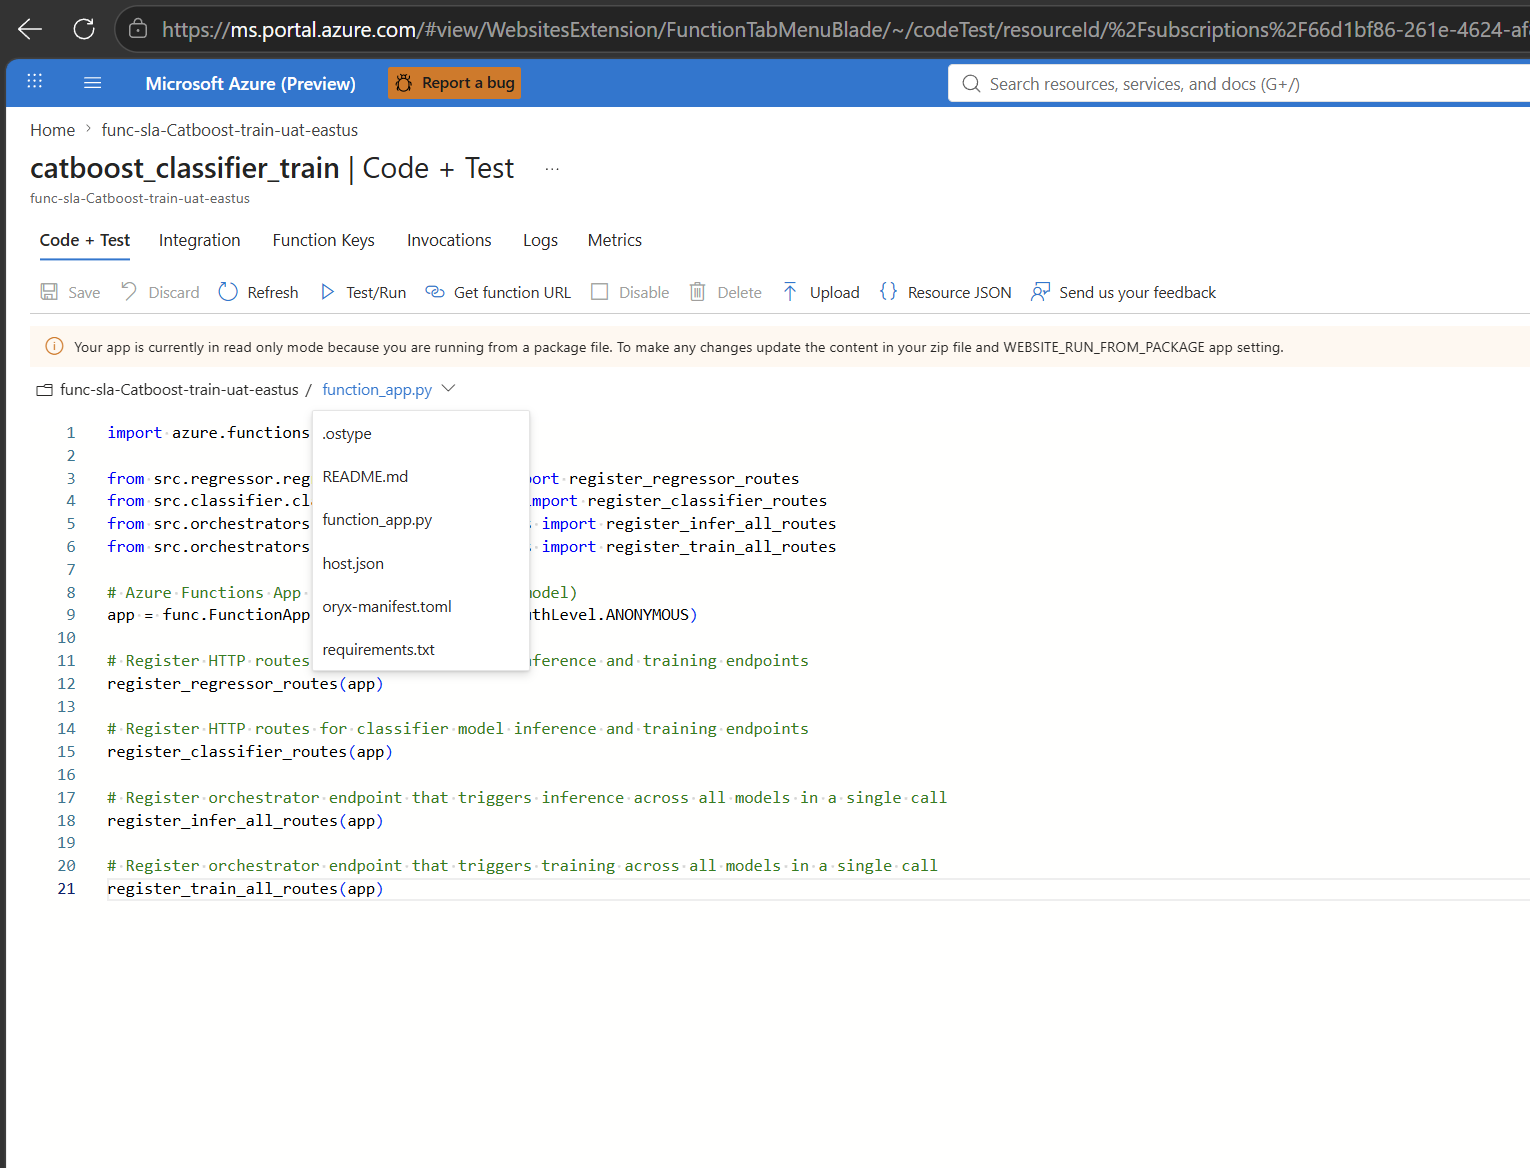 https://ms.portal.azure.com/#view/WebsitesExtension/FunctionTabMenuBlade/~/codeTest/resourceId/%2Fsubscriptions%2F66d1bf86-261e-4624-af
Microsoft Azure (Preview)
Report a bug
Search resources, services, and docs (G+/)
Home > func-sla-Catboost-train-uat-eastus
catboost_classifier_train | Code + Test ...
func-sla-Catboost-train-uat-eastus
Code + Test Integration Function Keys Invocations Logs Metrics
Save Discard Refresh Test/Run Get function URL Disable Delete Upload Resource JSON Send us your feedback
Your app is currently in read only mode because you are running from a package file. To make any changes update the content in your zip file and WEBSITE_RUN_FROM_PACKAGE app setting.
func-sla-Catboost-train-uat-eastus / function_app.py
.ostype
README.md
function_app.py
host.json
oryx-manifest.toml
requirements.txt
1 import azure.functions
2
3 from src.regressor.reg ort register_regressor_routes
4 from src.classifier.cl import register_classifier_routes
5 from src.orchestrators import register_infer_all_routes
6 from src.orchestrators import register_train_all_routes
7
8 # Azure Functions App odel)
9 app = func.FunctionApp thLevel.ANONYMOUS)
10
11 # Register HTTP routes ference and training endpoints
12 register_regressor_routes(app)
13
14 # Register HTTP routes for classifier model inference and training endpoints
15 register_classifier_routes(app)
16
17 # Register orchestrator endpoint that triggers inference across all models in a single call
18 register_infer_all_routes(app)
19
20 # Register orchestrator endpoint that triggers training across all models in a single call
21 register_train_all_routes(app)